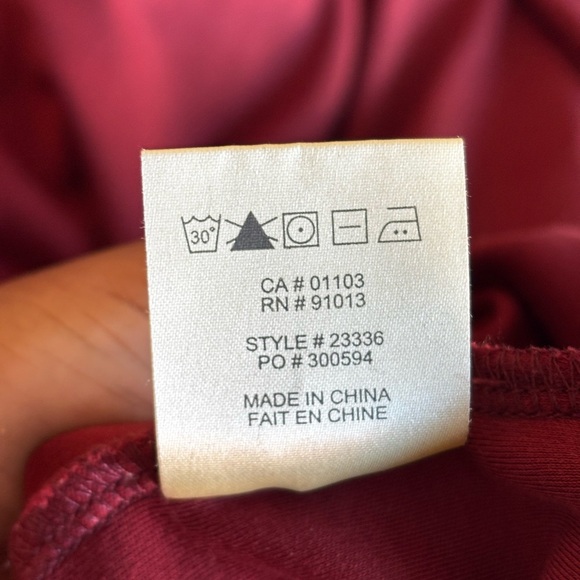 30°
CA # 01103
RN # 91013
STYLE # 23336
PO # 300594
MADE IN CHINA
FAIT EN CHINE